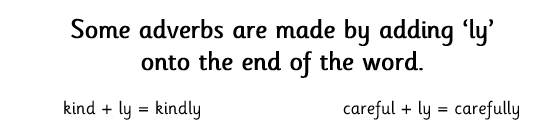 Some adverbs are made by adding ‘ly’
onto the end of the word.
kind + ly = kindly
careful + ly = carefully